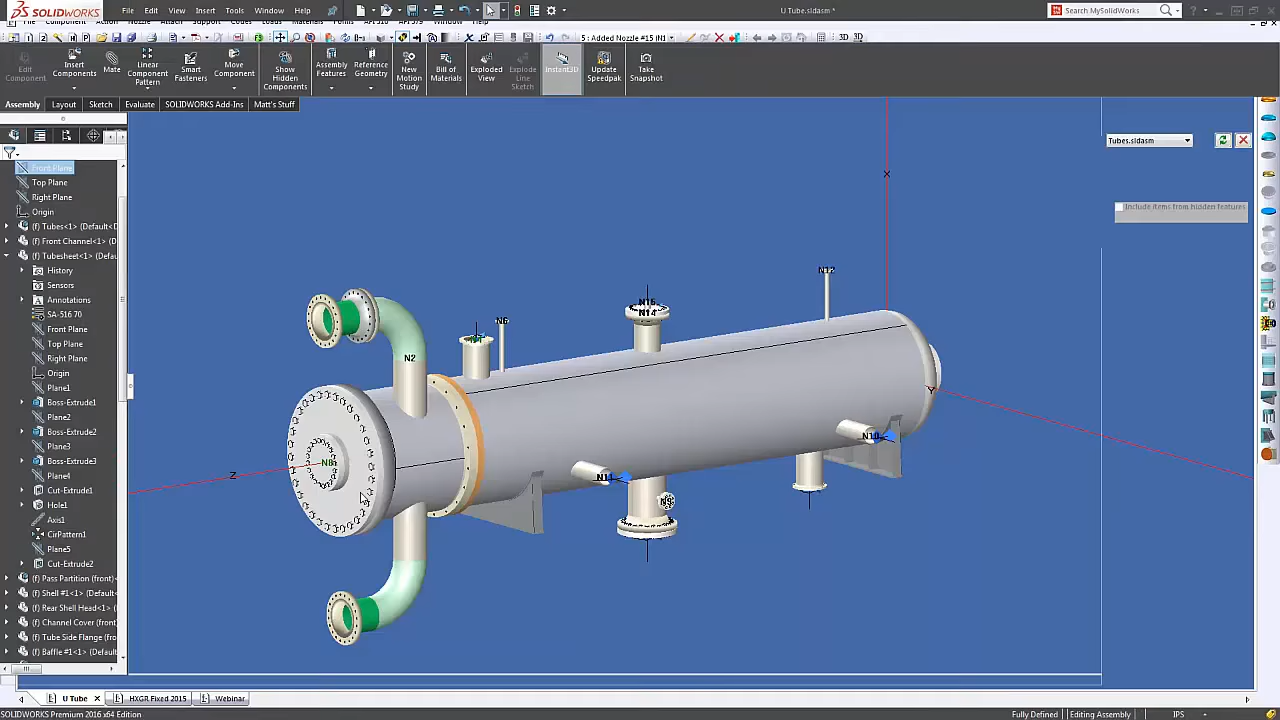 SOLIDWORKS
File Edit View Insert Tools Window Help
U Tube.sldasm *
Search MySolidWorks
5 : Added Nozzle #15 (N1
3D 3D
Edit Component
Insert Components
Mate
Linear Component Pattern
Smart Fasteners
Move Component
Show Hidden Components
Assembly Features
Reference Geometry
New Motion Study
Bill of Materials
Exploded View
Explode Line Sketch
Instant3D
Update Speedpak
Take Snapshot
Assembly Layout Sketch Evaluate SOLIDWORKS Add-Ins Matt's Stuff
Front Plane
Top Plane
Right Plane
Origin
(f) Tubes<1> (Default<D
(f) Front Channel<1> (D
(f) Tubesheet<1> (Defau
History
Sensors
Annotations
SA-516 70
Front Plane
Top Plane
Right Plane
Origin
Plane1
Boss-Extrude1
Plane2
Boss-Extrude2
Plane3
Boss-Extrude3
Plane4
Cut-Extrude1
Hole1
Axis1
CirPattern1
Plane5
Cut-Extrude2
(f) Pass Partition (front)<
(f) Shell #1<1> (Default<
(f) Rear Shell Head<1> (
(f) Channel Cover (front
(f) Tube Side Flange (fro
(f) Baffle #1<1> (Default
Tubes.sldasm
Include items from hidden features
X
N12
N15
N14
N6
N2
Y
N10
N8
Z
N11
N9
U Tube
HXGR Fixed 2015
Webinar
SOLIDWORKS Premium 2016 x64 Edition
Fully Defined
Editing Assembly
IPS